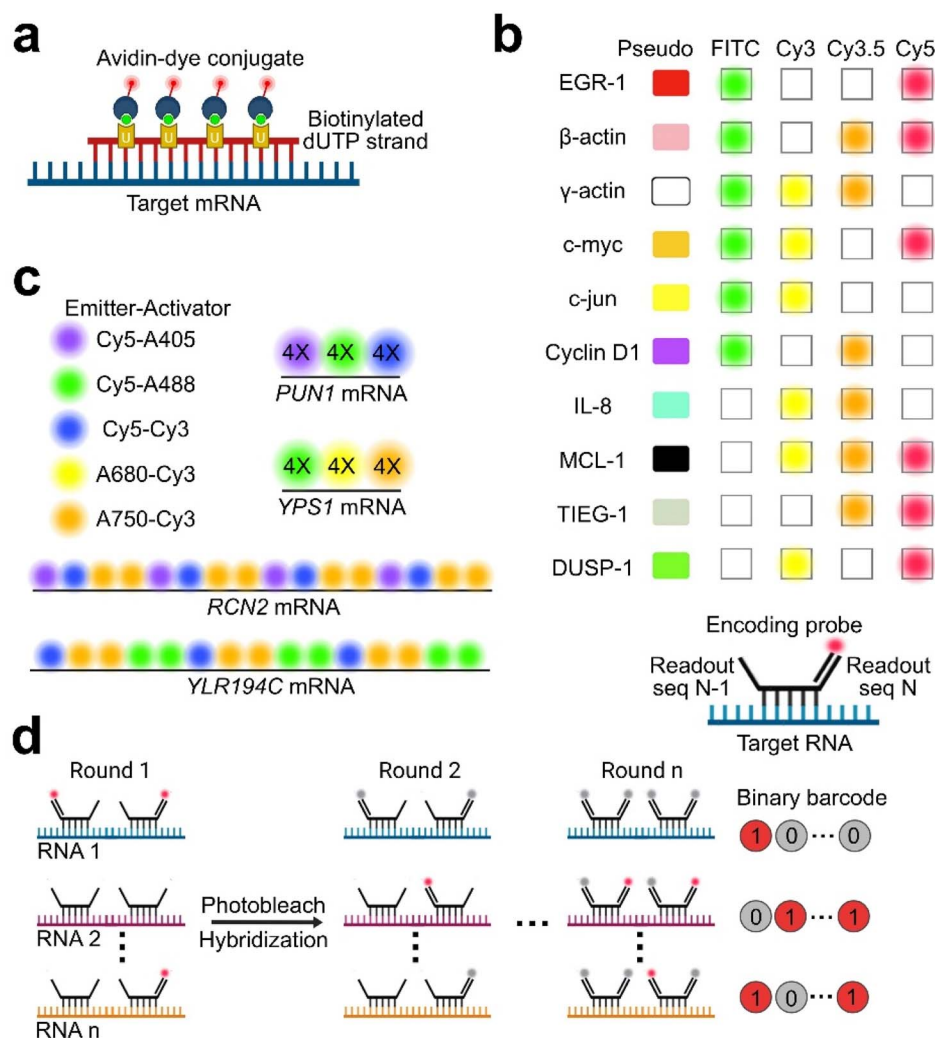 a
Avidin-dye conjugate
U U U U
Biotinylated
dUTP strand
Target mRNA
b
Pseudo FITC Cy3 Cy3.5 Cy5
EGR-1
β-actin
γ-actin
c-myc
c-jun
Cyclin D1
IL-8
MCL-1
TIEG-1
DUSP-1
c
Emitter-Activator
Cy5-A405
Cy5-A488
Cy5-Cy3
A680-Cy3
A750-Cy3
4X 4X 4X
PUN1 mRNA
4X 4X 4X
YPS1 mRNA
RCN2 mRNA
YLR194C mRNA
Encoding probe
Readout
seq N-1
Readout
seq N
Target RNA
d
Round 1 Round 2 Round n
Binary barcode
RNA 1
1 0 ··· 0
RNA 2
Photobleach
Hybridization
...
0 1 ··· 1
RNA n
1 0 ··· 1